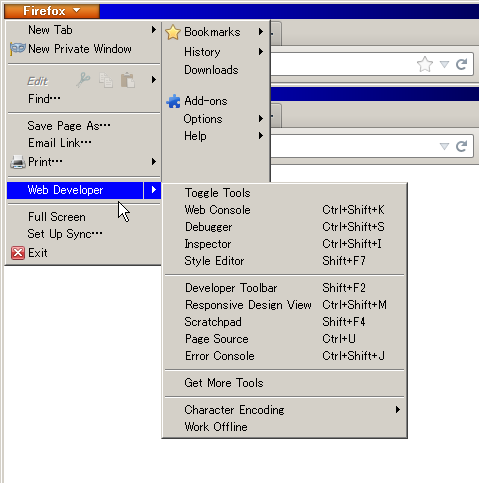 Firefox
New Tab
New Private Window
Edit
Find…
Save Page As…
Email Link…
Print…
Web Developer
Full Screen
Set Up Sync…
Exit
Bookmarks
History
Downloads
Add-ons
Options
Help
Toggle Tools
Web Console Ctrl+Shift+K
Debugger Ctrl+Shift+S
Inspector Ctrl+Shift+I
Style Editor Shift+F7
Developer Toolbar Shift+F2
Responsive Design View Ctrl+Shift+M
Scratchpad Shift+F4
Page Source Ctrl+U
Error Console Ctrl+Shift+J
Get More Tools
Character Encoding
Work Offline